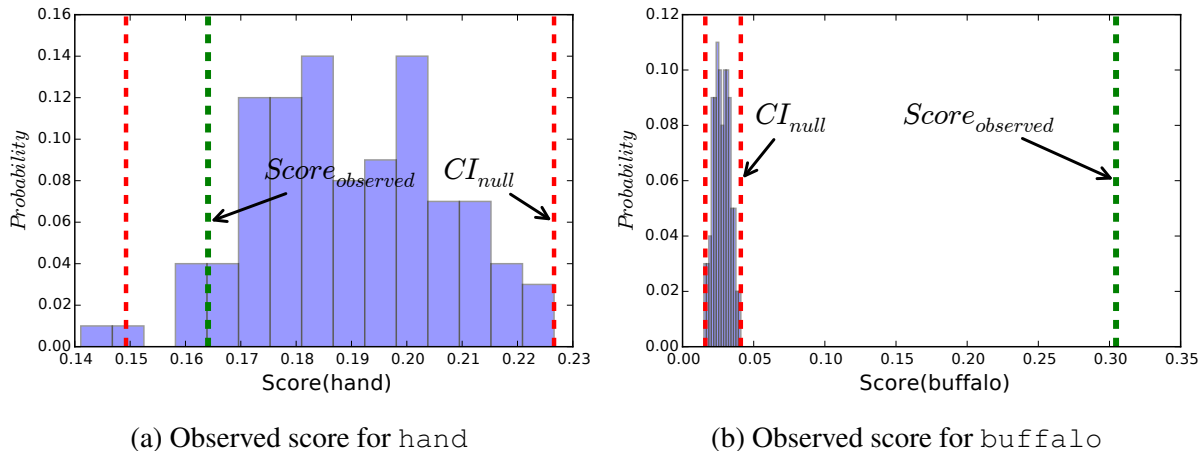 0.16
0.14
0.12
0.10
0.08
0.06
0.04
0.02
0.00
Probability
Score_observed
CI_null
0.14 0.15 0.16 0.17 0.18 0.19 0.20 0.21 0.22 0.23
Score(hand)
(a) Observed score for hand
0.12
0.10
0.08
0.06
0.04
0.02
0.00
Probability
CI_null
Score_observed
0.00 0.05 0.10 0.15 0.20 0.25 0.30 0.35
Score(buffalo)
(b) Observed score for buffalo